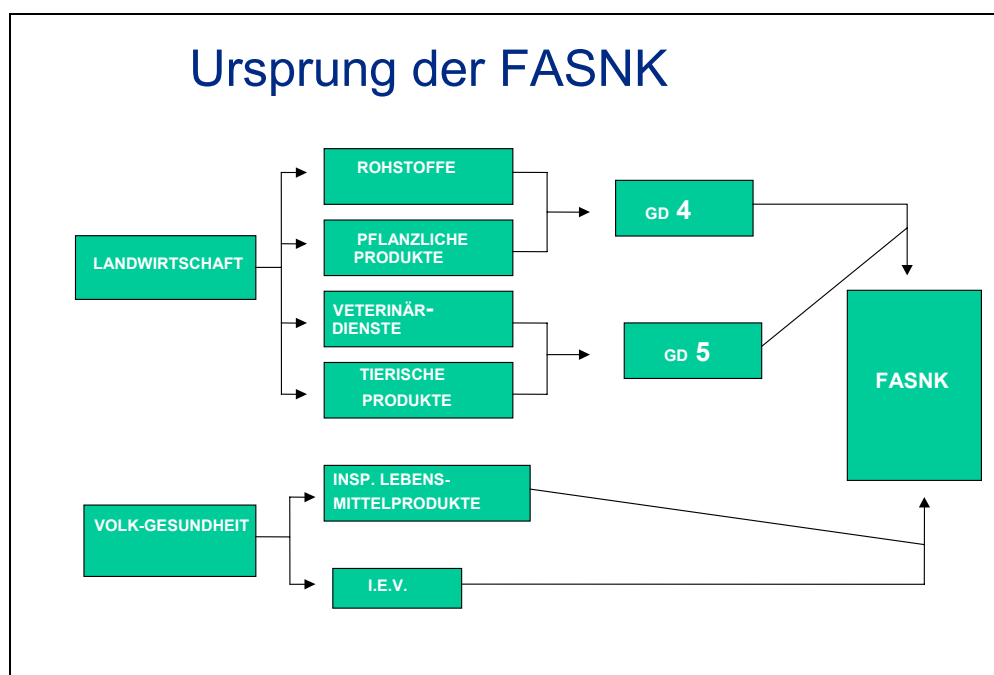 Ursprung der FASNK
ROHSTOFFE
GD 4
PFLANZLICHE
PRODUKTE
LANDWIRTSCHAFT
VETERINÄR-
DIENSTE
GD 5
TIERISCHE
PRODUKTE
FASNK
INSP. LEBENS-
MITTELPRODUKTE
VOLK-GESUNDHEIT
I.E.V.